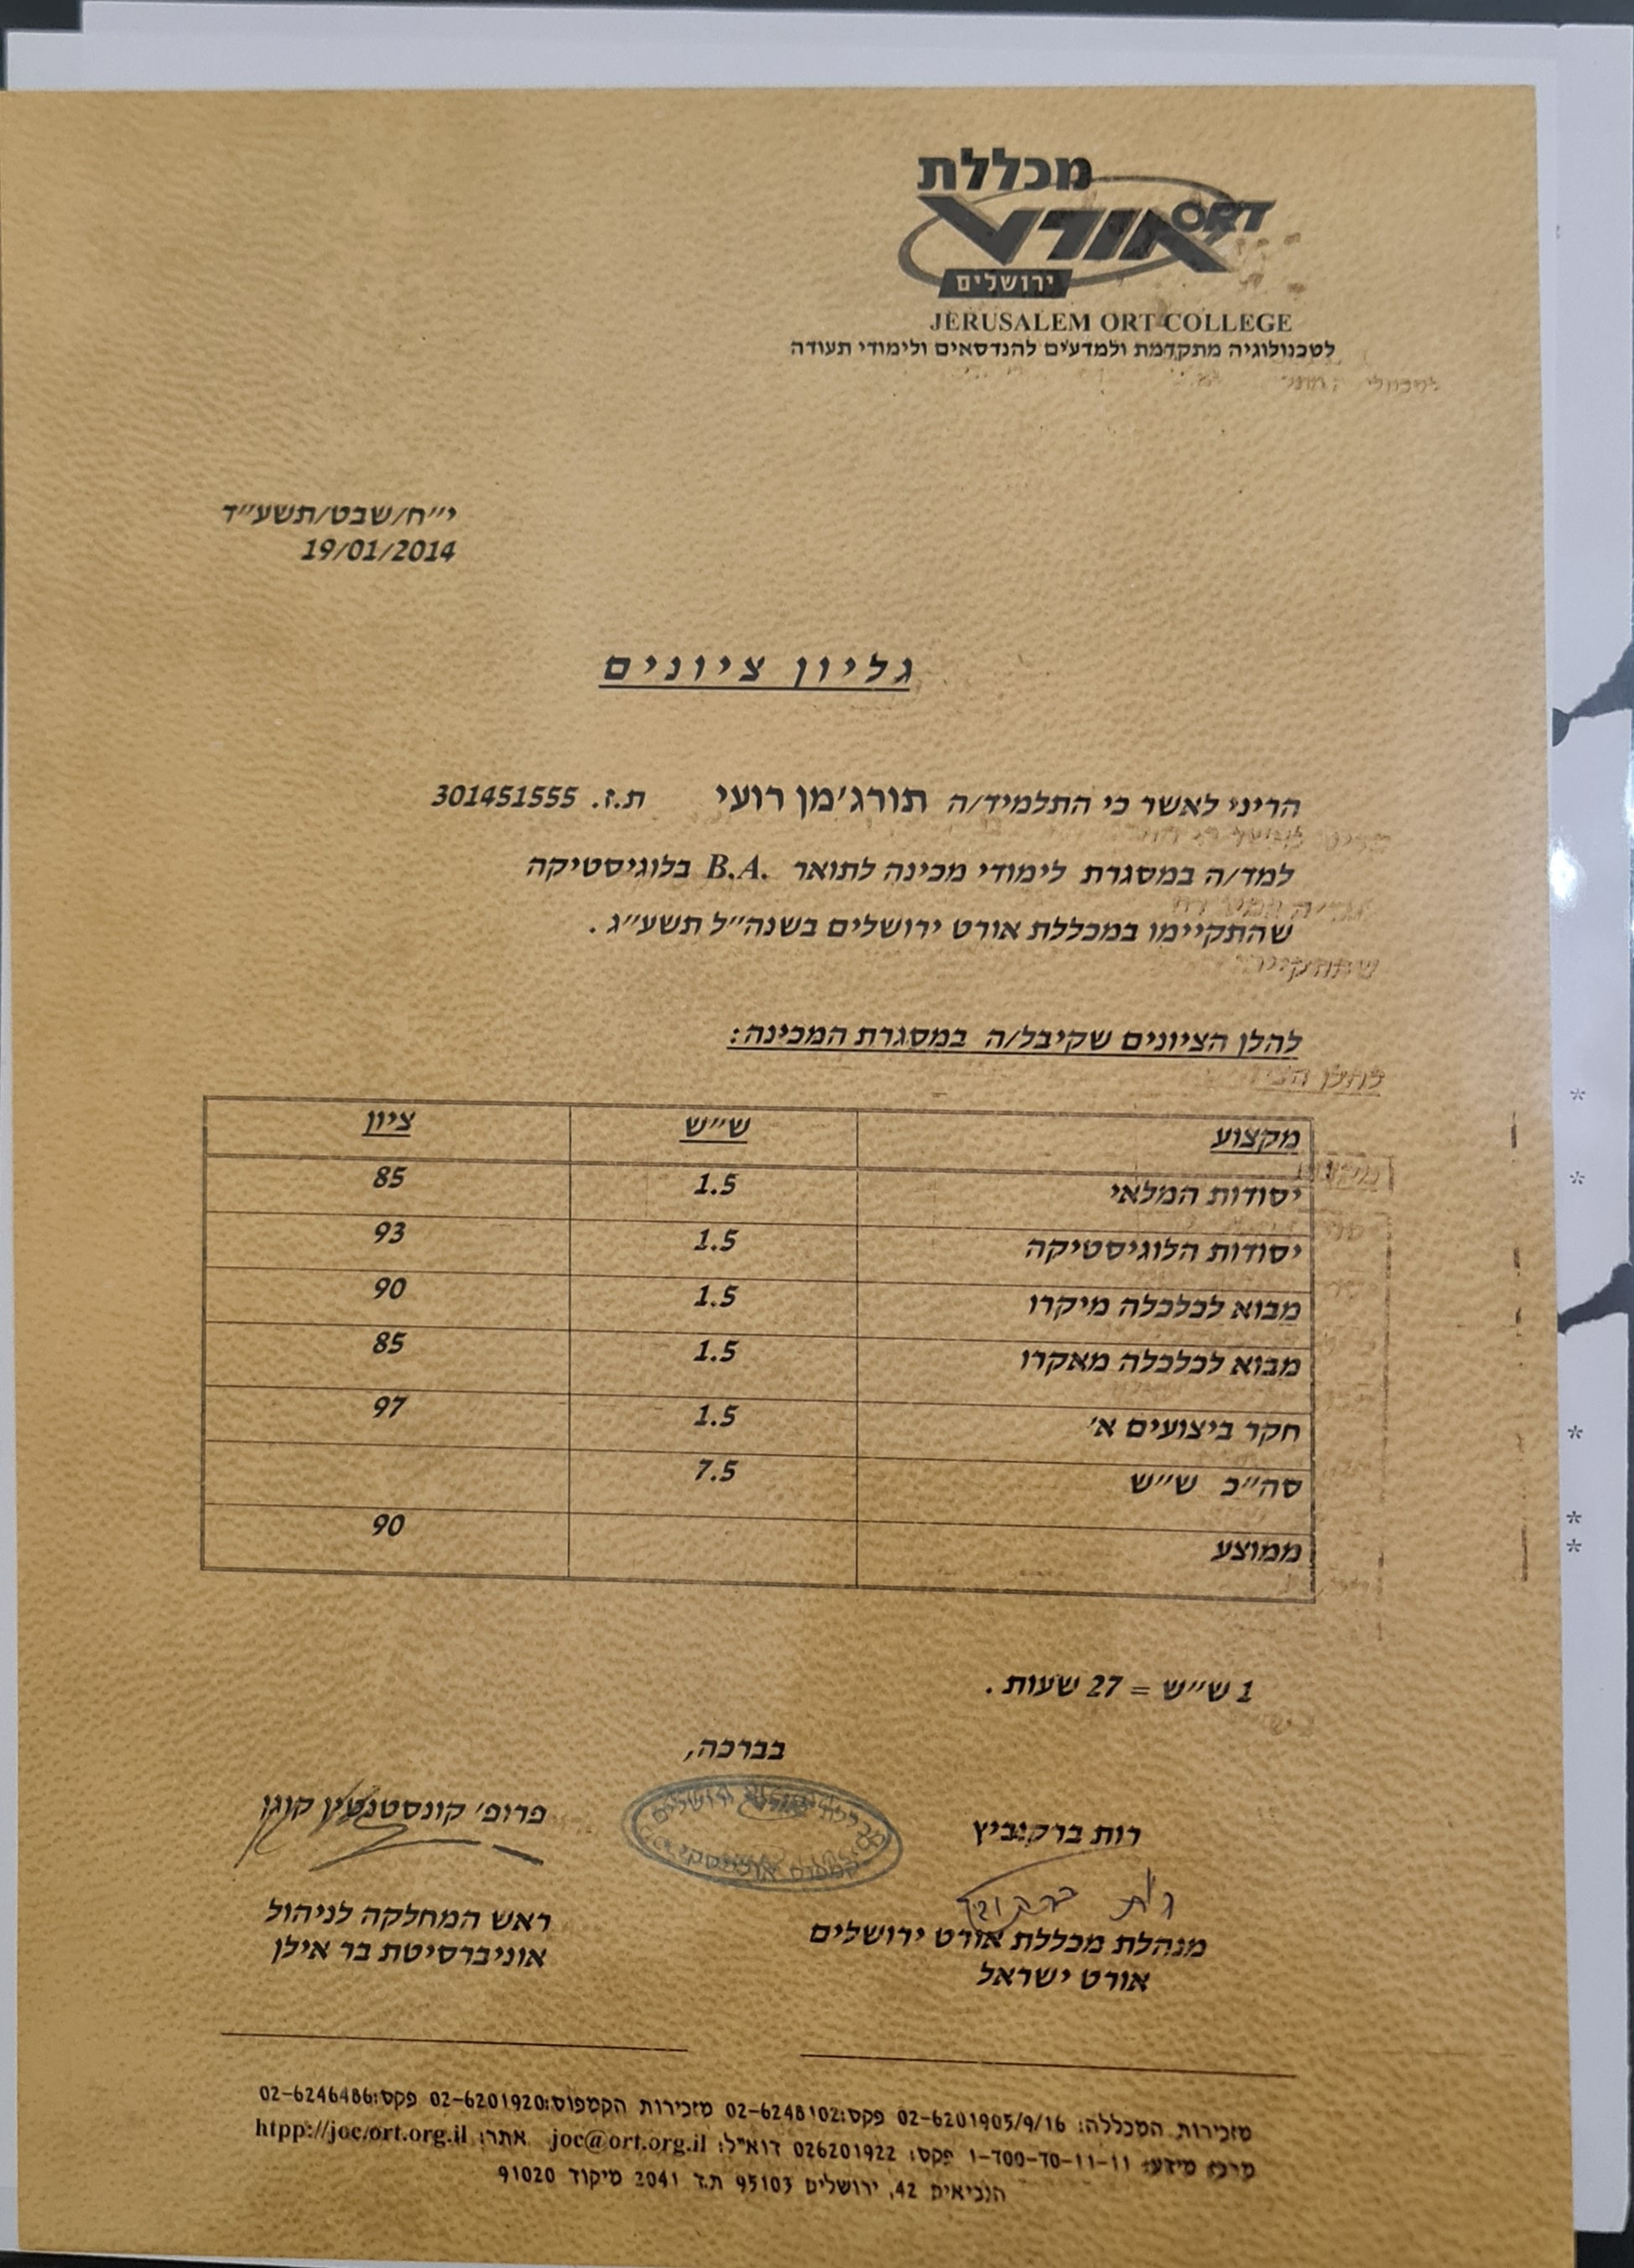 מכללת
אורט ORT
ירושלים
JERUSALEM ORT COLLEGE
לטכנולוגיה מתקדמת ולמדעים להנדסאים ולימודי תעודה
י״ח/שבט/תשע״ד
19/01/2014
גליון ציונים
הריני לאשר כי התלמיד/ה תורג'מן רועי ת.ז. 301451555
למד/ה במסגרת לימודי מכינה לתואר B.A. בלוגיסטיקה
שהתקיימו במכללת אורט ירושלים בשנה״ל תשע״ג .
להלן הציונים שקיבל/ה במסגרת המכינה:
מקצוע ש״ש ציון
יסודות המלאי 1.5 85
יסודות הלוגיסטיקה 1.5 93
מבוא לכלכלה מיקרו 1.5 90
מבוא לכלכלה מאקרו 1.5 85
חקר ביצועים א' 1.5 97
סה״כ ש״ש 7.5
ממוצע 90
1 ש״ש = 27 שעות .
בברכה,
רות ברקוביץ
רות ברקוביץ
מנהלת מכללת אורט ירושלים
אורט ישראל
פרופ' קונסטנטין קוגן
ראש המחלקה לניהול
אוניברסיטת בר אילן
מזכירות המכללה: 02-6201905/9/16 פקס:02-6248102 מזכירות הקמפוס:02-6201920 פקס:02-6246486
מרכז מידע: 1-700-70-11-11 פקס: 026201922 דוא"ל: joc@ort.org.il אתר: htpp://joc/ort.org.il
הנביאים 42, ירושלים 95103 ת.ד 2041 מיקוד 91020